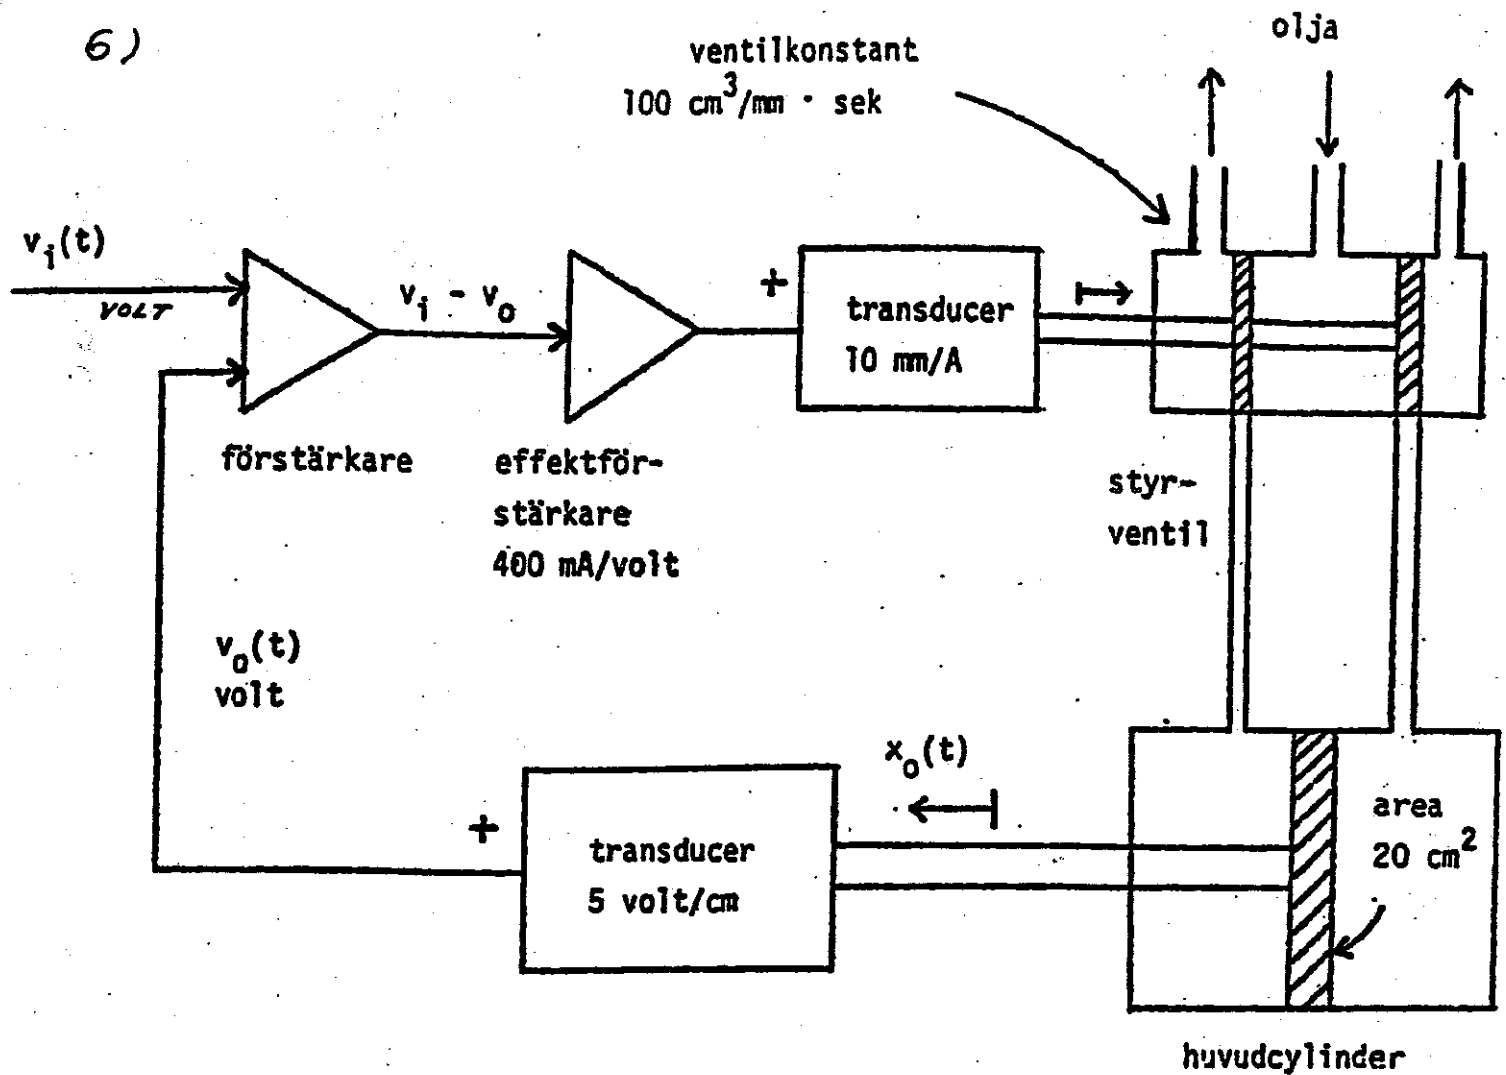 6)
ventilkonstant
100 cm³/mm · sek
olja
v_i(t)
VOLT
v_i - v_o
+
transducer
10 mm/A
förstärkare
effektför-
stärkare
400 mA/volt
styr-
ventil
v_o(t)
volt
x_o(t)
+
transducer
5 volt/cm
area
20 cm²
huvudcylinder